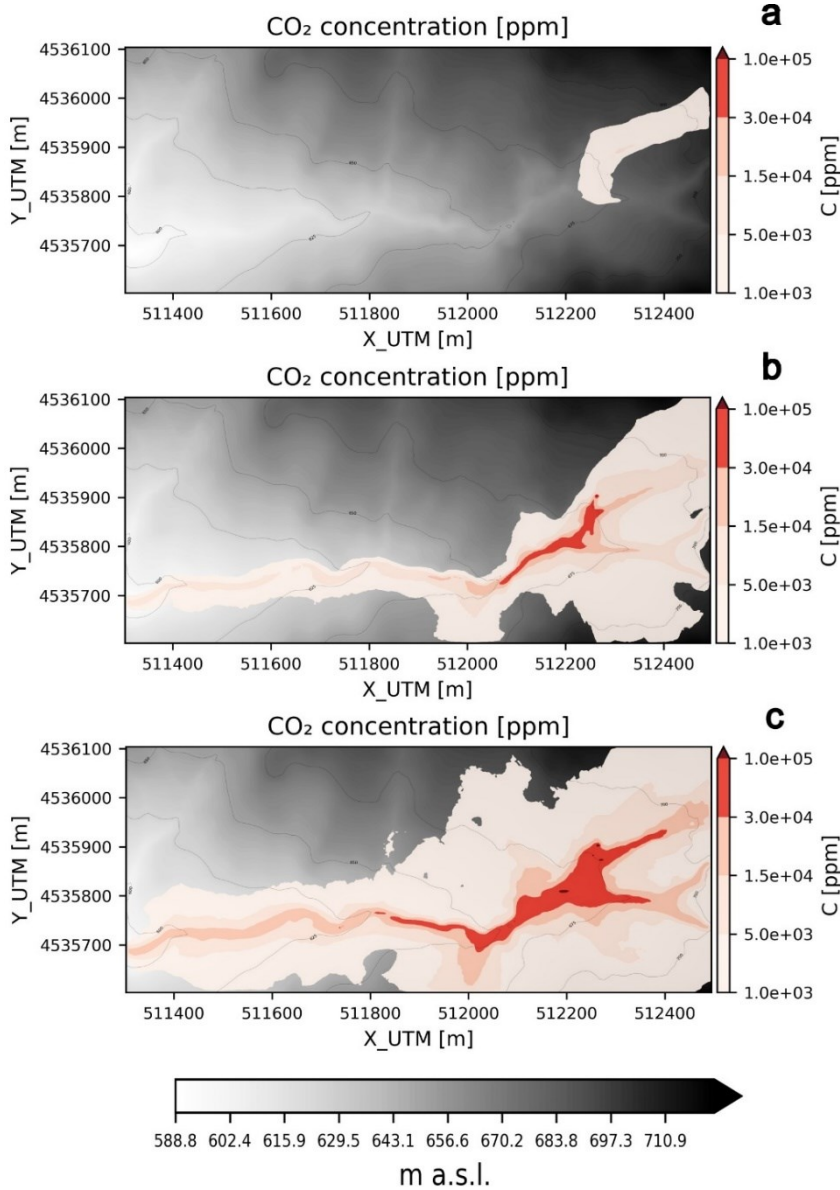 a
CO₂ concentration [ppm]
4536100
4536000
4535900
4535800
4535700
Y_UTM [m]
511400 511600 511800 512000 512200 512400
X_UTM [m]
1.0e+05
3.0e+04
1.5e+04
5.0e+03
1.0e+03
C [ppm]
b
CO₂ concentration [ppm]
4536100
4536000
4535900
4535800
4535700
Y_UTM [m]
511400 511600 511800 512000 512200 512400
X_UTM [m]
1.0e+05
3.0e+04
1.5e+04
5.0e+03
1.0e+03
C [ppm]
c
CO₂ concentration [ppm]
4536100
4536000
4535900
4535800
4535700
Y_UTM [m]
511400 511600 511800 512000 512200 512400
X_UTM [m]
1.0e+05
3.0e+04
1.5e+04
5.0e+03
1.0e+03
C [ppm]
588.8 602.4 615.9 629.5 643.1 656.6 670.2 683.8 697.3 710.9
m a.s.l.